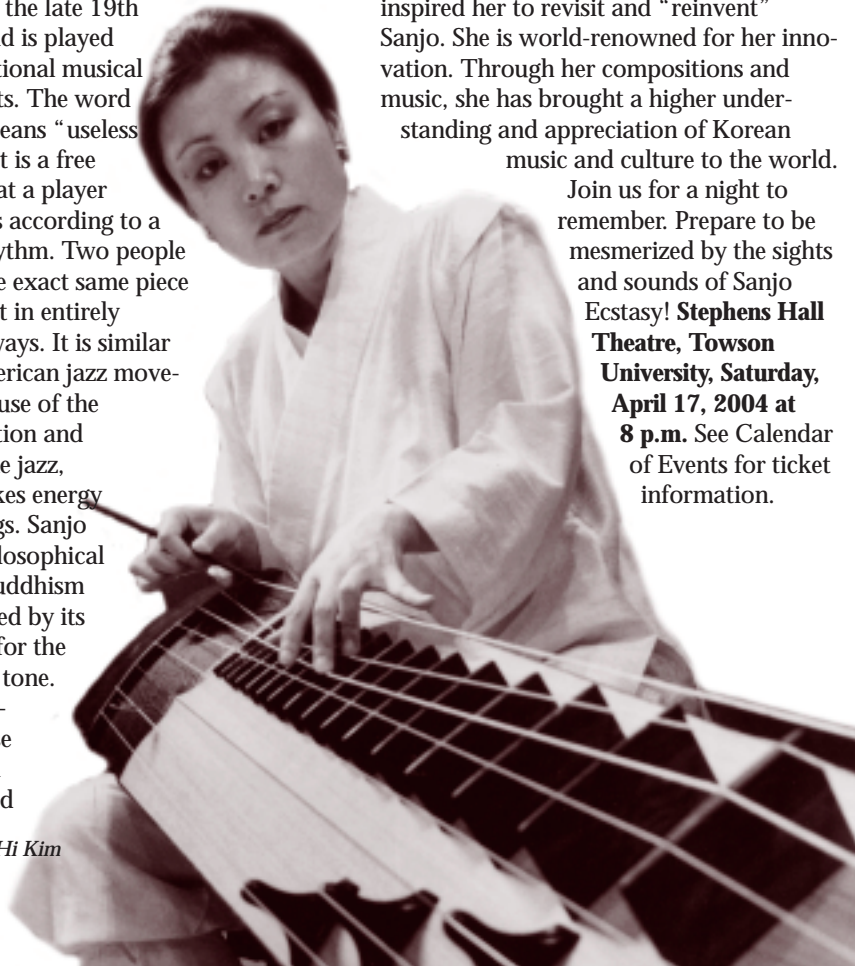 the late 19th
d is played
tional musical
ts. The word
eans “useless
t is a free
at a player
s according to a
ythm. Two people
e exact same piece
t in entirely
ays. It is similar
erican jazz move-
use of the
tion and
e jazz,
kes energy
gs. Sanjo
losophical
uddhism
ed by its
for the
tone.
-
e
d
Hi Kim
inspired her to revisit and “reinvent”
Sanjo. She is world-renowned for her inno-
vation. Through her compositions and
music, she has brought a higher under-
standing and appreciation of Korean
music and culture to the world.
Join us for a night to
remember. Prepare to be
mesmerized by the sights
and sounds of Sanjo
Ecstasy! Stephens Hall
Theatre, Towson
University, Saturday,
April 17, 2004 at
8 p.m. See Calendar
of Events for ticket
information.